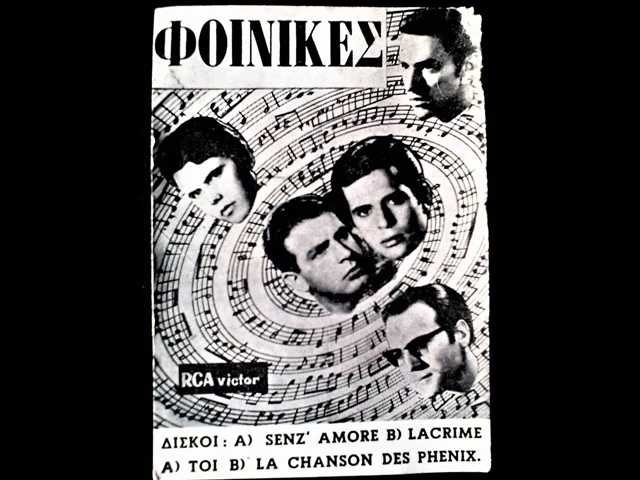 ΦΟΙΝΙΚΕΣ
RCA victor
ΔΙΣΚΟΙ: Α) SENZ' AMORE Β) LACRIME
Α) TOI Β) LA CHANSON DES PHENIX.